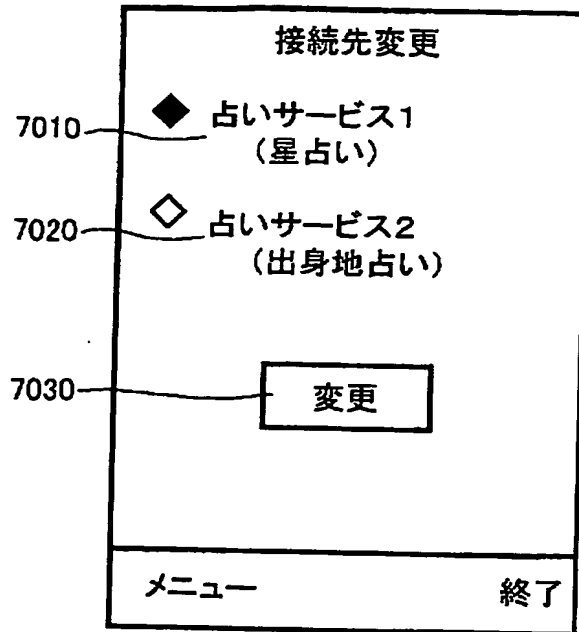 接続先変更
7010 占いサービス1
（星占い）
7020 占いサービス2
（出身地占い）
7030 変更
メニュー 終了